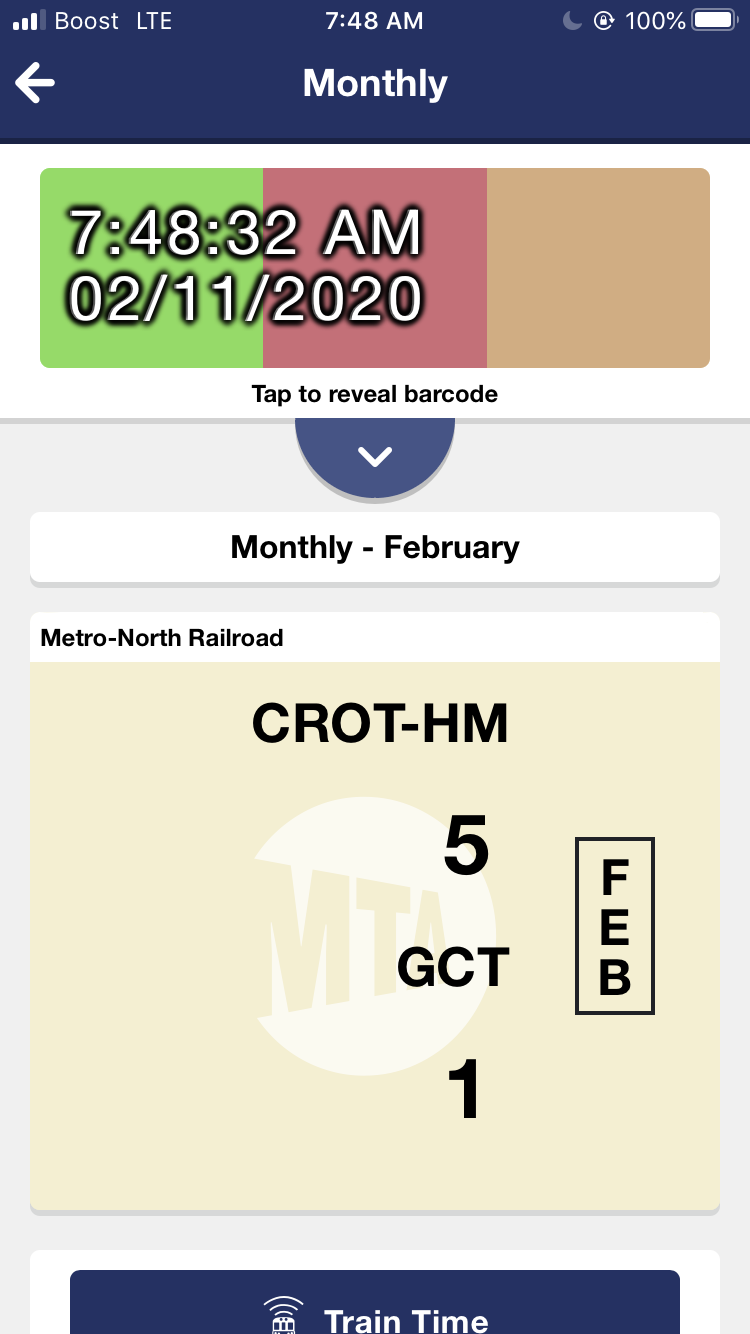 Boost LTE 7:48 AM 100%
Monthly
7:48:32 AM
02/11/2020
Tap to reveal barcode
Monthly - February
Metro-North Railroad
CROT-HM
5
MTA
GCT
1
F
E
B
Train Time